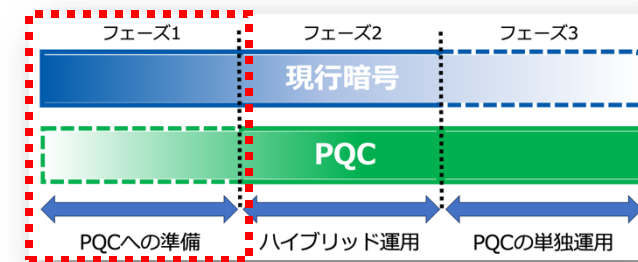 フェーズ1
フェーズ2
フェーズ3
現行暗号
PQC
PQCへの準備
ハイブリッド運用
PQCの単独運用